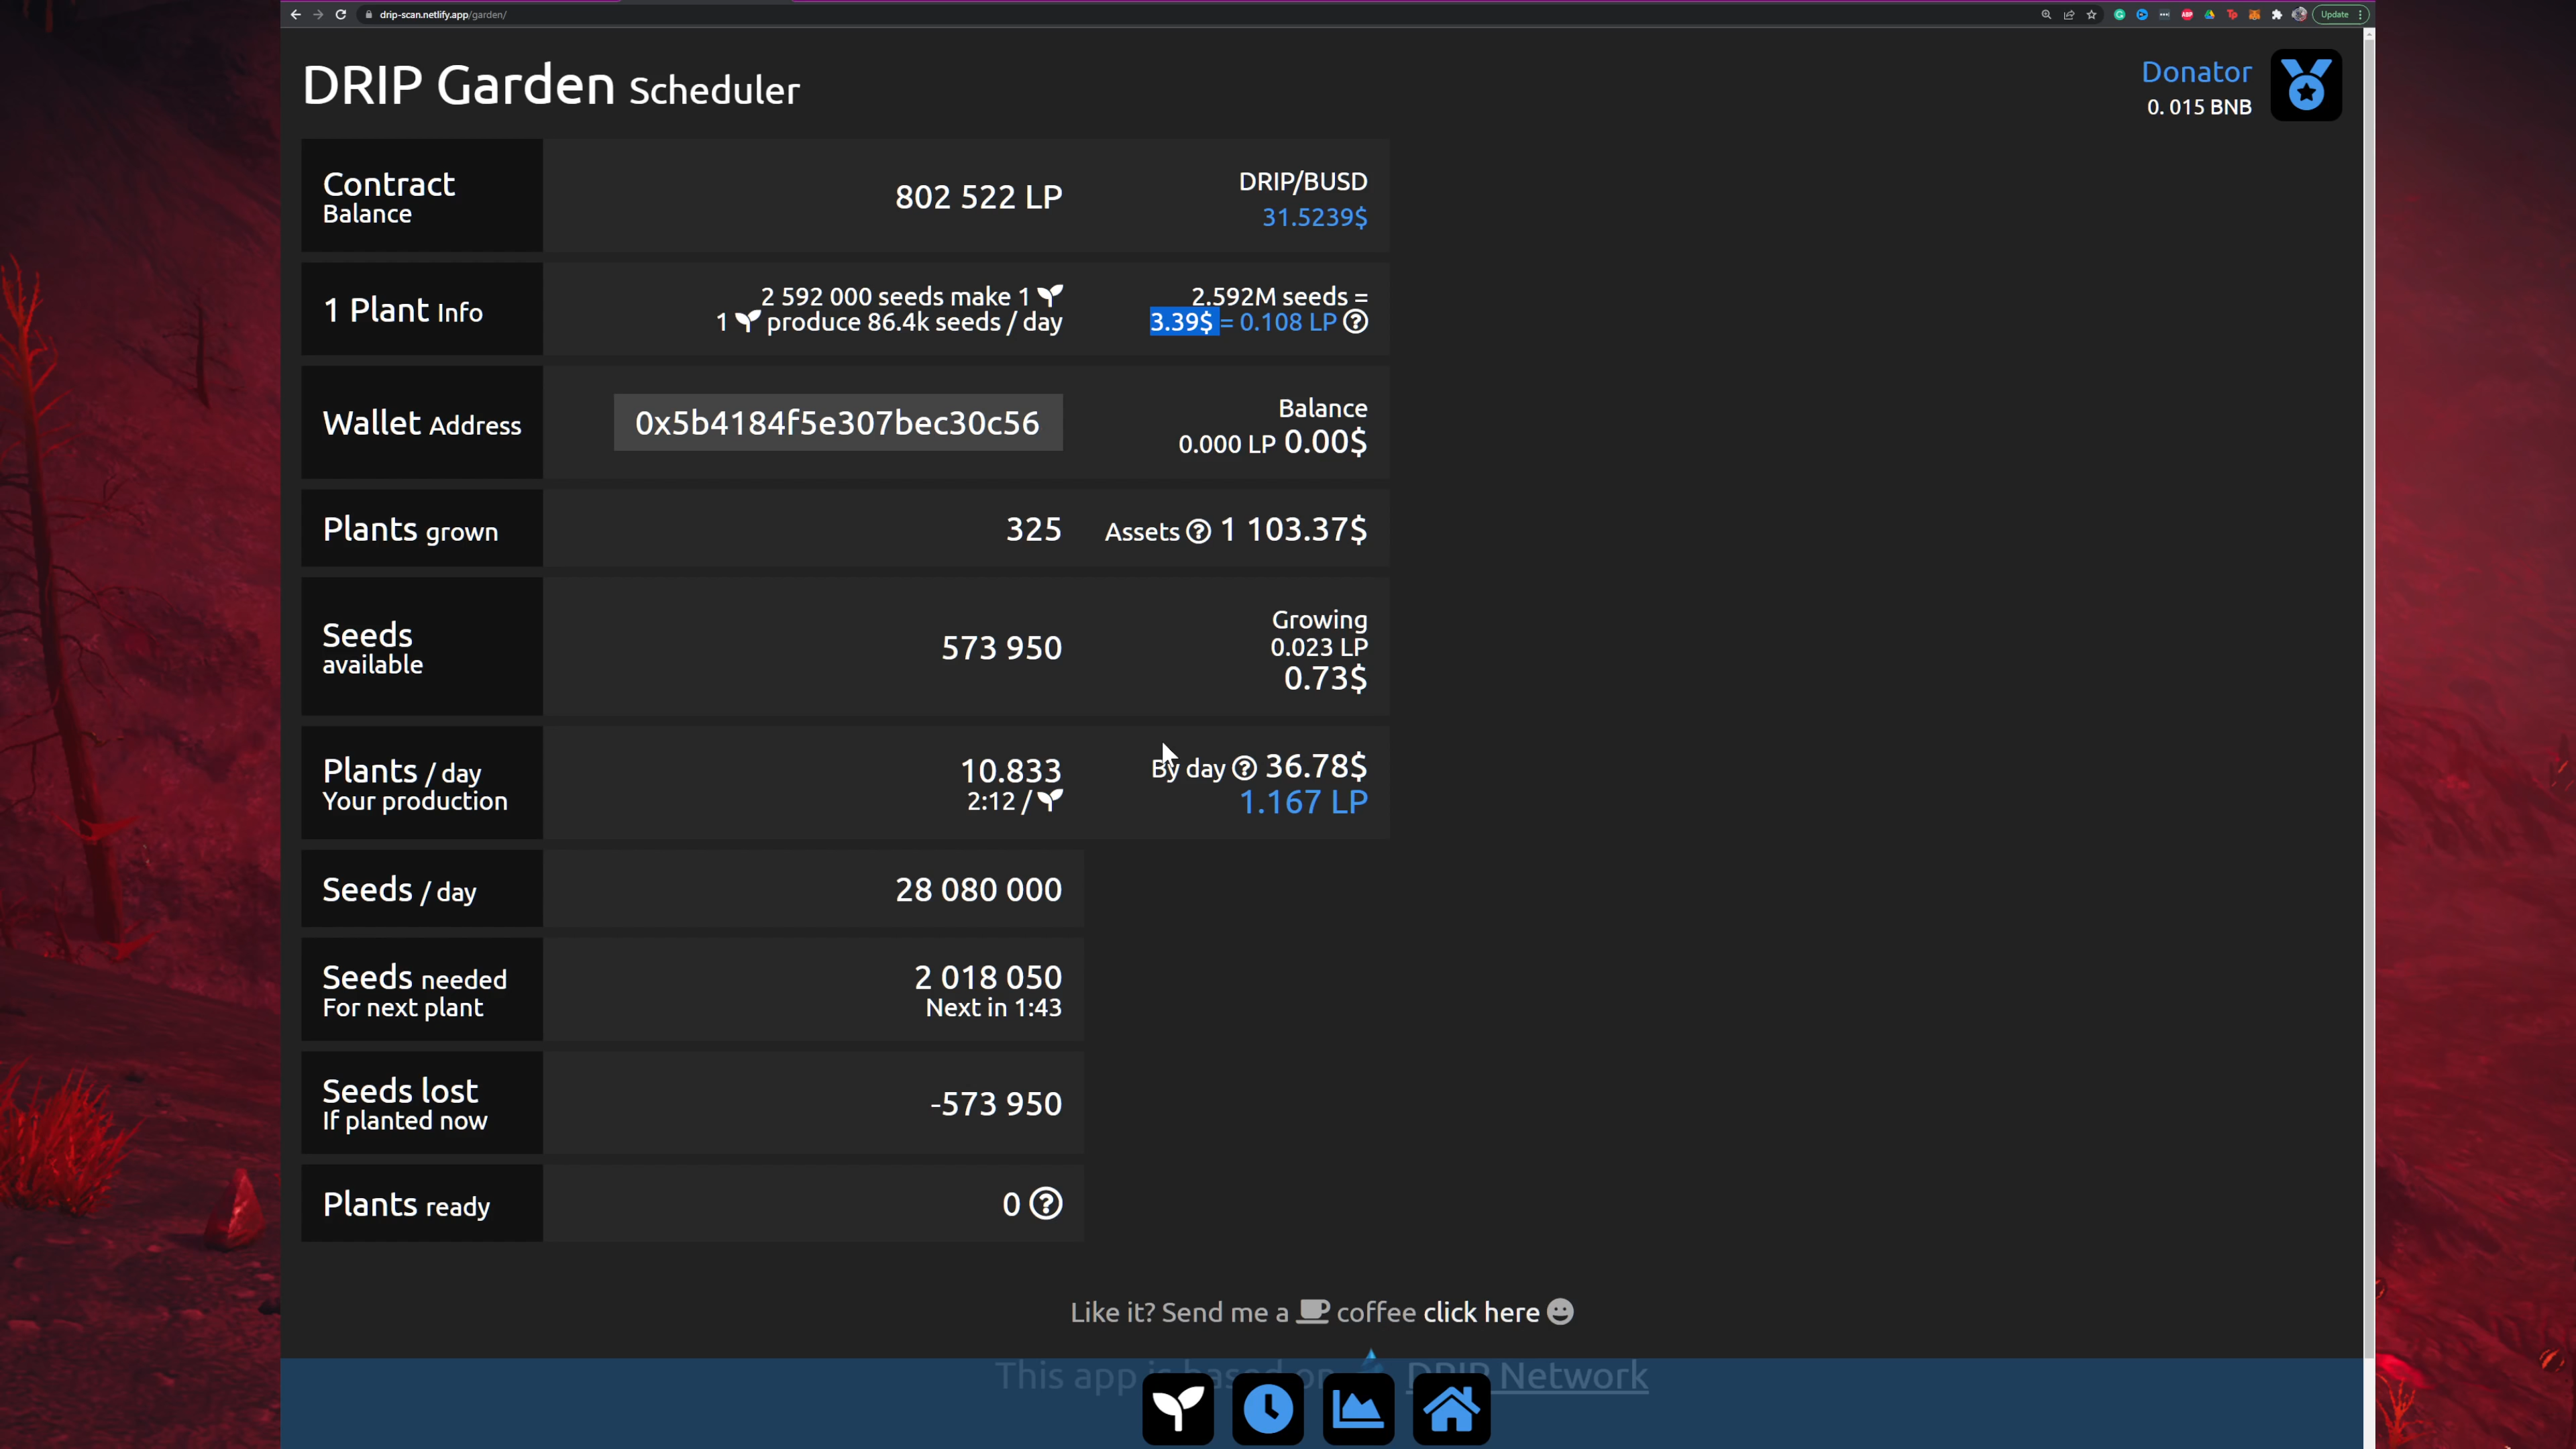 drip-scan.netlify.app/garden/
Update
DRIP Garden Scheduler
Donator
0. 015 BNB
Contract
Balance
802 522 LP
DRIP/BUSD
31.5239$
1 Plant Info
2 592 000 seeds make 1
1 produce 86.4k seeds / day
2.592M seeds =
3.39$ = 0.108 LP
Wallet Address
0x5b4184f5e307bec30c56
Balance
0.000 LP 0.00$
Plants grown
325
Assets 1 103.37$
Seeds
available
573 950
Growing
0.023 LP
0.73$
Plants / day
Your production
10.833
2:12 /
By day 36.78$
1.167 LP
Seeds / day
28 080 000
Seeds needed
For next plant
2 018 050
Next in 1:43
Seeds lost
If planted now
-573 950
Plants ready
0
Like it? Send me a coffee click here
This app is based on DRIP Network